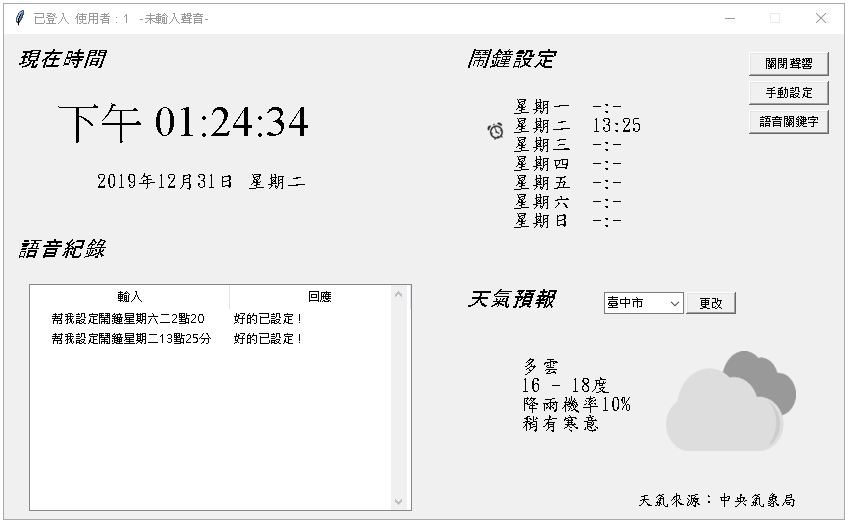 已登入 使用者：1 -未輸入聲音-
現在時間
下午 01:24:34
2019年12月31日 星期二
鬧鐘設定
星期一 -:-
星期二 13:25
星期三 -:-
星期四 -:-
星期五 -:-
星期六 -:-
星期日 -:-
關閉聲響
手動設定
語音關鍵字
語音紀錄
輸入 回應
幫我設定鬧鐘星期六二2點20 好的已設定！
幫我設定鬧鐘星期二13點25分 好的已設定！
天氣預報
臺中市 更改
多雲
16 - 18度
降雨機率10%
稍有寒意
天氣來源：中央氣象局